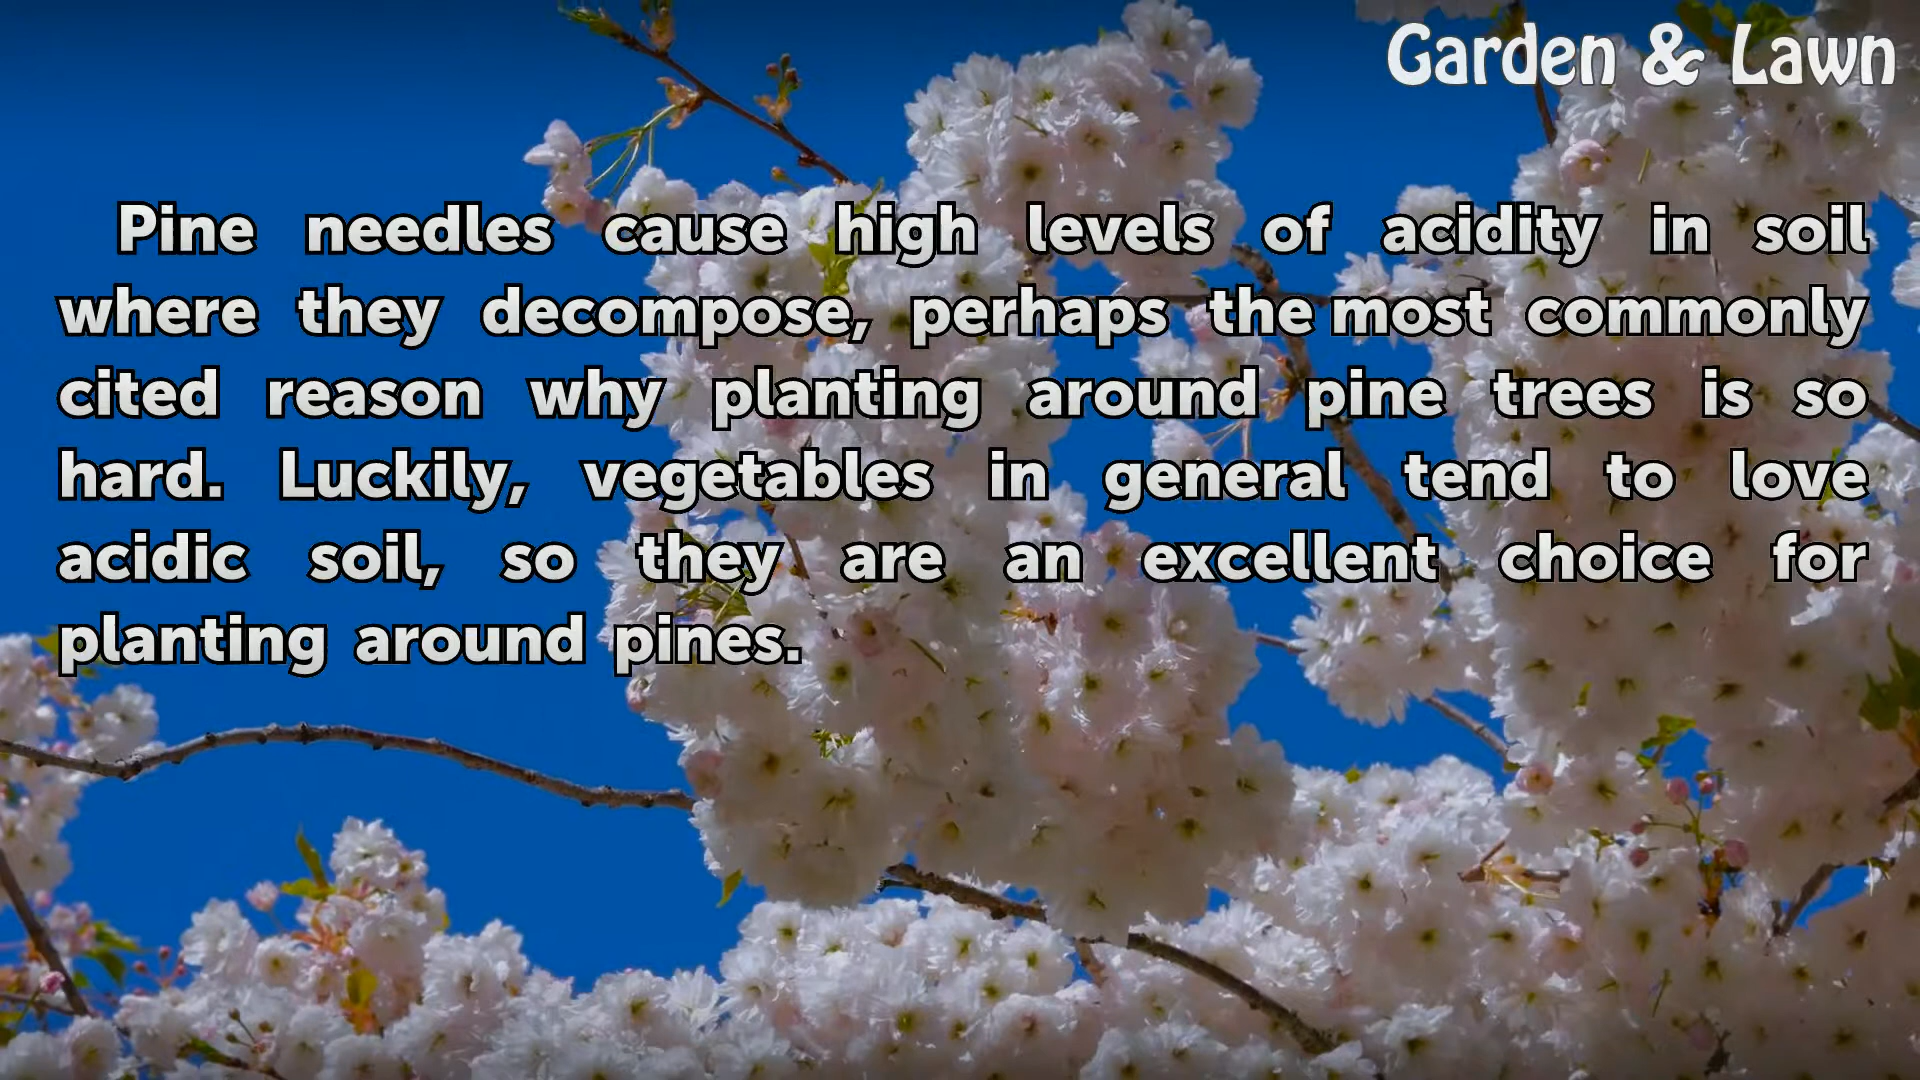 Garden & Lawn
Pine needles cause high levels of acidity in soil
where they decompose, perhaps the most commonly
cited reason why planting around pine trees is so
hard. Luckily, vegetables in general tend to love
acidic soil, so they are an excellent choice for
planting around pines.